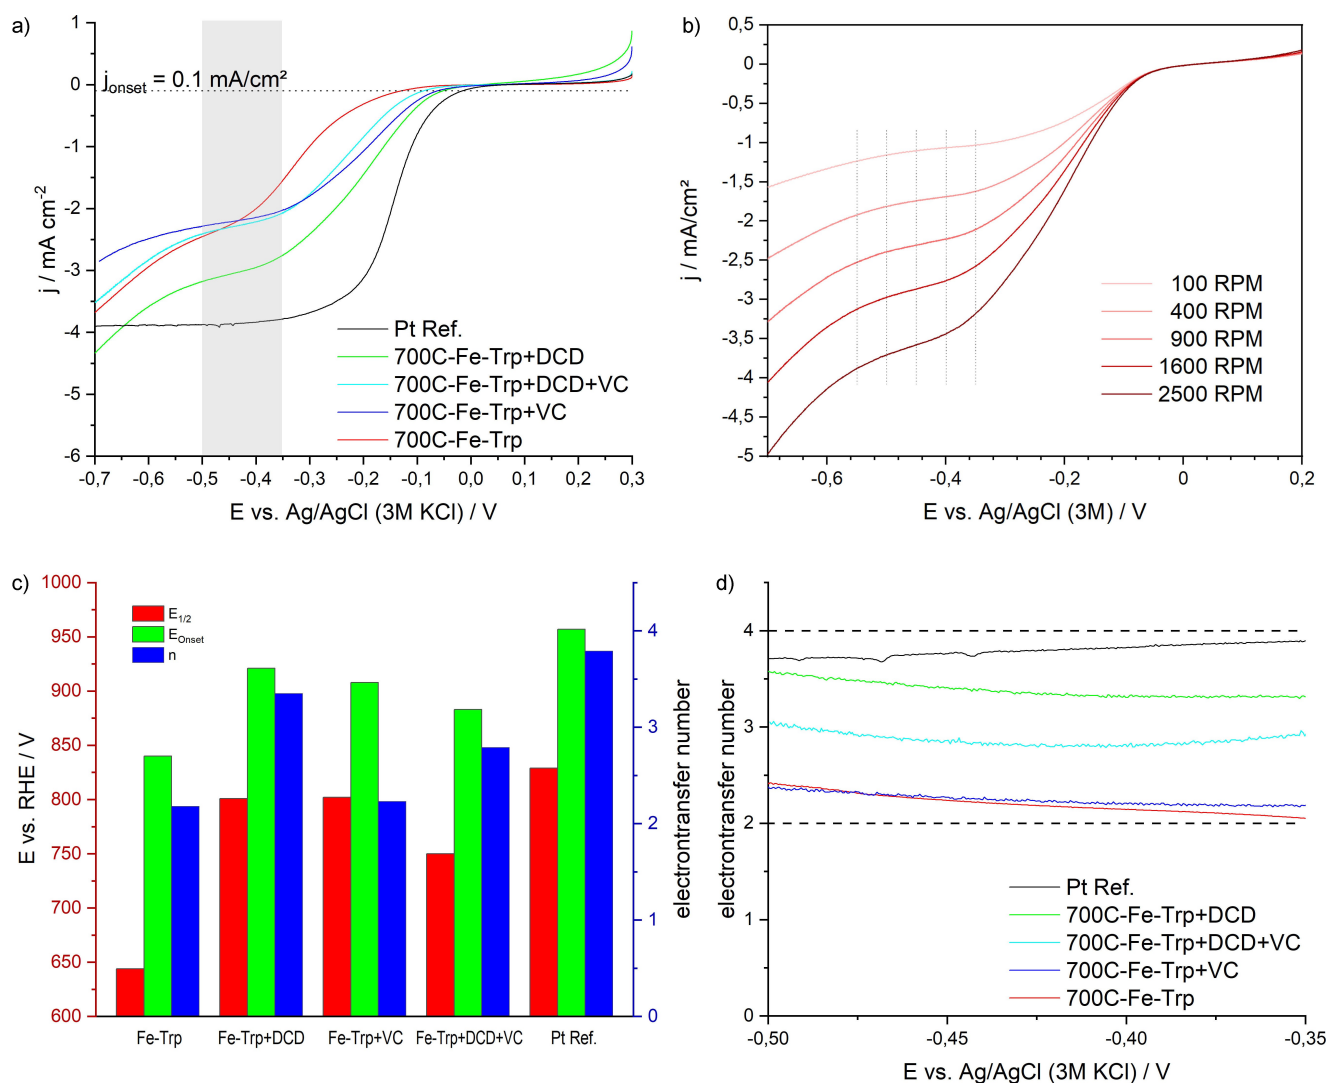 a)
j_onset = 0.1 mA/cm²
1
0
-1
-2
-3
-4
-5
-6
j / mA cm⁻²
-0,7 -0,6 -0,5 -0,4 -0,3 -0,2 -0,1 0,0 0,1 0,2 0,3
E vs. Ag/AgCl (3M KCl) / V
Pt Ref.
700C-Fe-Trp+DCD
700C-Fe-Trp+DCD+VC
700C-Fe-Trp+VC
700C-Fe-Trp
b)
0,5
0
-0,5
-1
-1,5
-2
-2,5
-3
-3,5
-4
-4,5
-5
j / mA/cm²
-0,6 -0,4 -0,2 0 0,2
E vs. Ag/AgCl (3M) / V
100 RPM
400 RPM
900 RPM
1600 RPM
2500 RPM
c)
1000
950
900
850
800
750
700
650
600
E vs. RHE / V
E₁/₂
E_Onset
n
4
3
2
1
0
electrontransfer number
Fe-Trp Fe-Trp+DCD Fe-Trp+VC Fe-Trp+DCD+VC Pt Ref.
d)
4
3
2
1
0
electrontransfer number
-0,50 -0,45 -0,40 -0,35
E vs. Ag/AgCl (3M KCl) / V
Pt Ref.
700C-Fe-Trp+DCD
700C-Fe-Trp+DCD+VC
700C-Fe-Trp+VC
700C-Fe-Trp